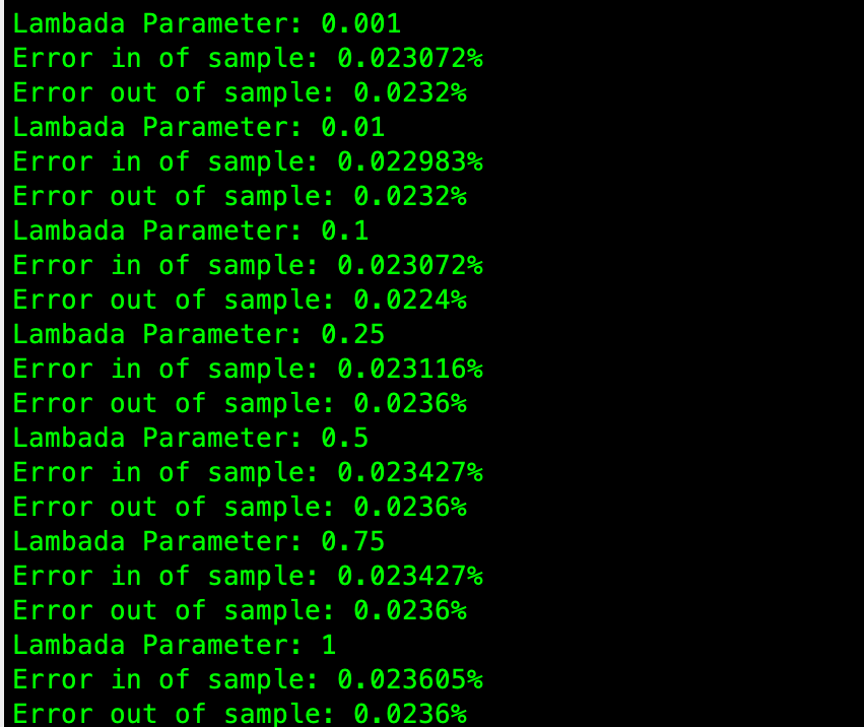 Lambada Parameter: 0.001
Error in of sample: 0.023072%
Error out of sample: 0.0232%
Lambada Parameter: 0.01
Error in of sample: 0.022983%
Error out of sample: 0.0232%
Lambada Parameter: 0.1
Error in of sample: 0.023072%
Error out of sample: 0.0224%
Lambada Parameter: 0.25
Error in of sample: 0.023116%
Error out of sample: 0.0236%
Lambada Parameter: 0.5
Error in of sample: 0.023427%
Error out of sample: 0.0236%
Lambada Parameter: 0.75
Error in of sample: 0.023427%
Error out of sample: 0.0236%
Lambada Parameter: 1
Error in of sample: 0.023605%
Error out of sample: 0.0236%